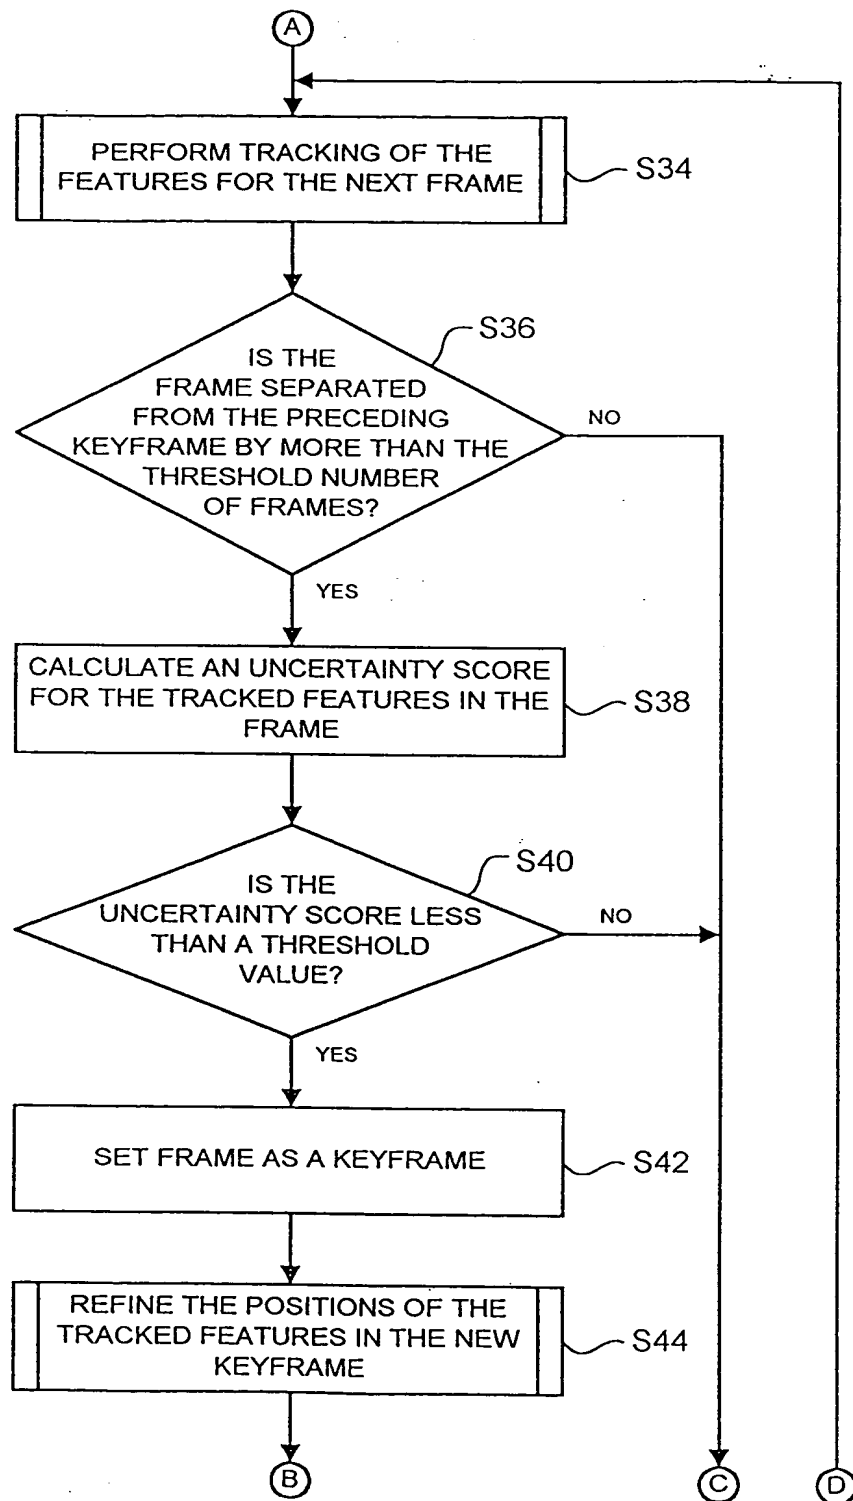 A
PERFORM TRACKING OF THE
FEATURES FOR THE NEXT FRAME
S34
S36
IS THE
FRAME SEPARATED
FROM THE PRECEDING
KEYFRAME BY MORE THAN THE
THRESHOLD NUMBER
OF FRAMES?
NO
YES
CALCULATE AN UNCERTAINTY SCORE
FOR THE TRACKED FEATURES IN THE
FRAME
S38
S40
IS THE
UNCERTAINTY SCORE LESS
THAN A THRESHOLD
VALUE?
NO
YES
SET FRAME AS A KEYFRAME
S42
REFINE THE POSITIONS OF THE
TRACKED FEATURES IN THE NEW
KEYFRAME
S44
B
C
D